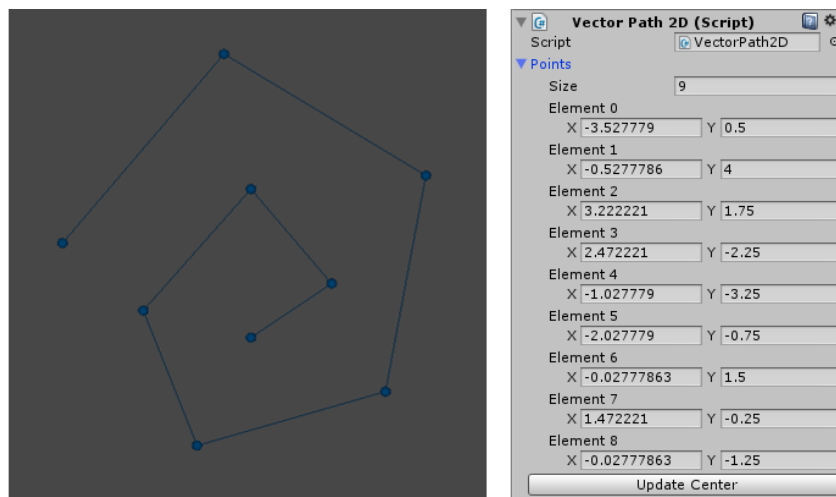 Vector Path 2D (Script)
Script VectorPath2D
Points
Size 9
Element 0
X -3.527779 Y 0.5
Element 1
X -0.5277786 Y 4
Element 2
X 3.222221 Y 1.75
Element 3
X 2.472221 Y -2.25
Element 4
X -1.027779 Y -3.25
Element 5
X -2.027779 Y -0.75
Element 6
X -0.02777863 Y 1.5
Element 7
X 1.472221 Y -0.25
Element 8
X -0.02777863 Y -1.25
Update Center